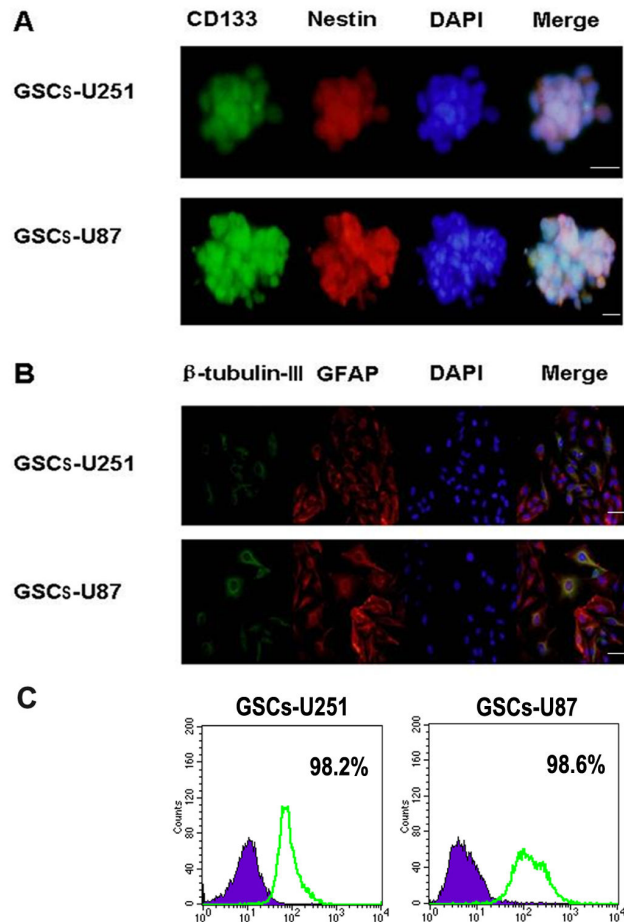 A
CD133 Nestin DAPI Merge
GSCs-U251
GSCs-U87
B
β-tubulin-III GFAP DAPI Merge
GSCs-U251
GSCs-U87
C
GSCs-U251 GSCs-U87
200 200
160 160
98.2% 98.6%
120 120
Counts Counts
80 80
40 40
0 0
10⁰ 10¹ 10² 10³ 10⁴ 10⁰ 10¹ 10² 10³ 10⁴